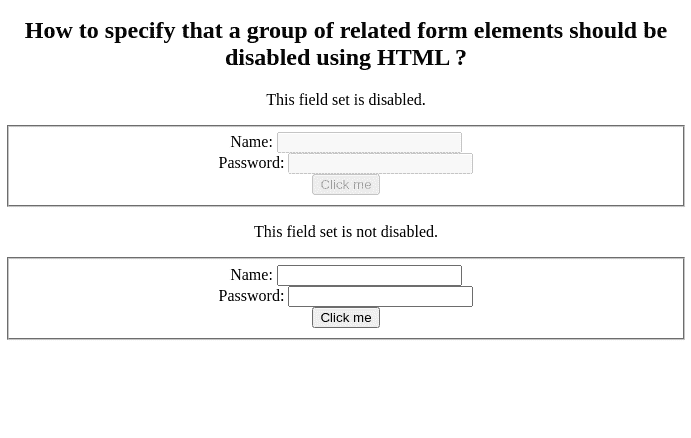 How to specify that a group of related form elements should be
disabled using HTML ?
This field set is disabled.
Name:
Password:
Click me
This field set is not disabled.
Name:
Password:
Click me